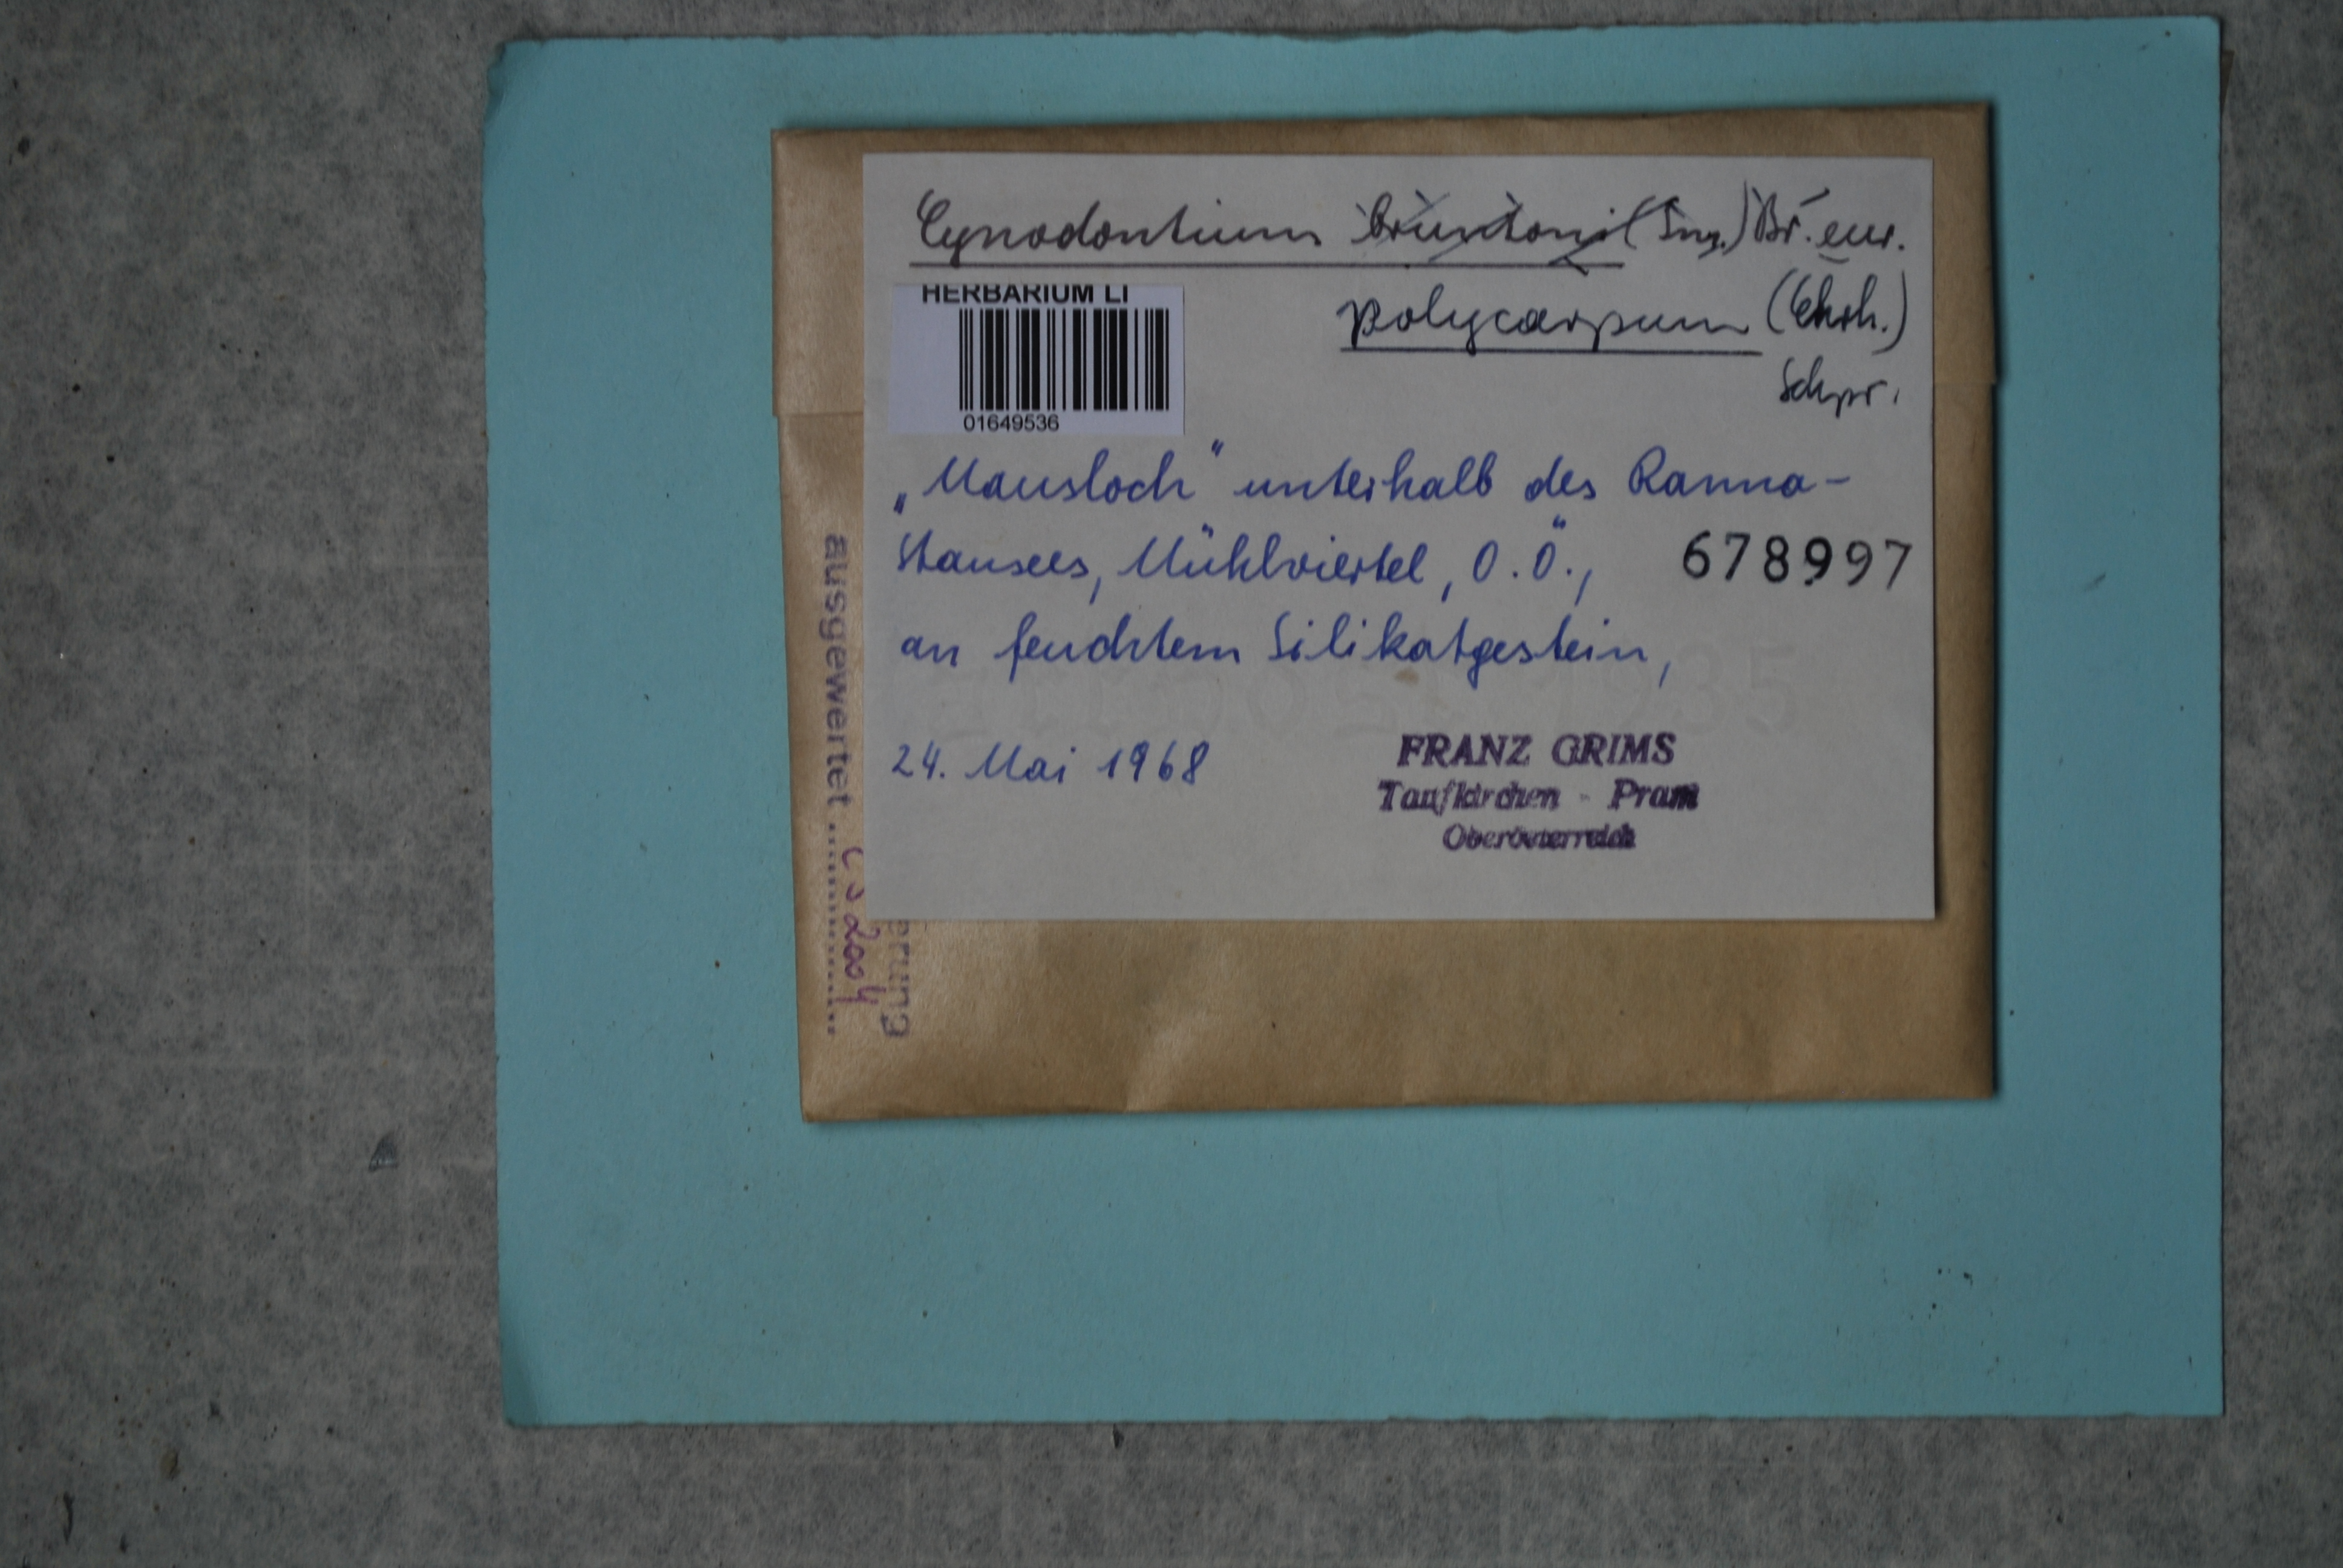 Cynodontium bruntoni (Sm.) Br. eur.
polycarpum (Ehrh.)
Schpr.
HERBARIUM LI
01649536
„Mausloch" unterhalb des Ranna-
Stausees, Mühlviertel, O.Ö.,
678997
an feuchtem Silikatgestein,
24. Mai 1968
FRANZ GRIMS
Taufkirchen - Pram
Oberösterreich
ausgewertet
2004